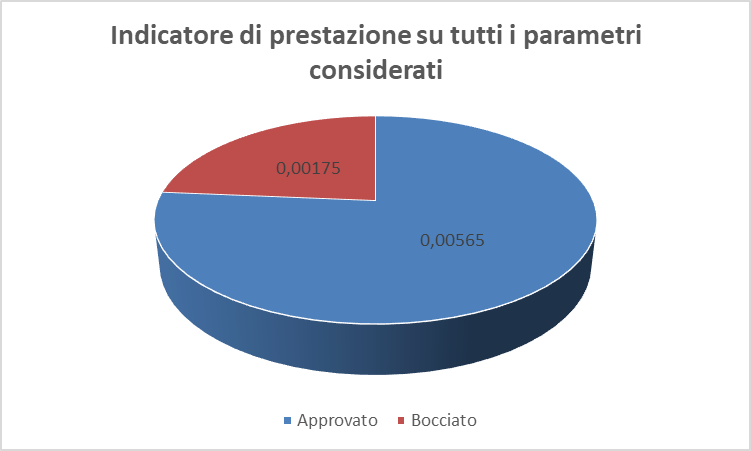 Indicatore di prestazione su tutti i parametri
considerati
0,00175
0,00565
Approvato
Bocciato